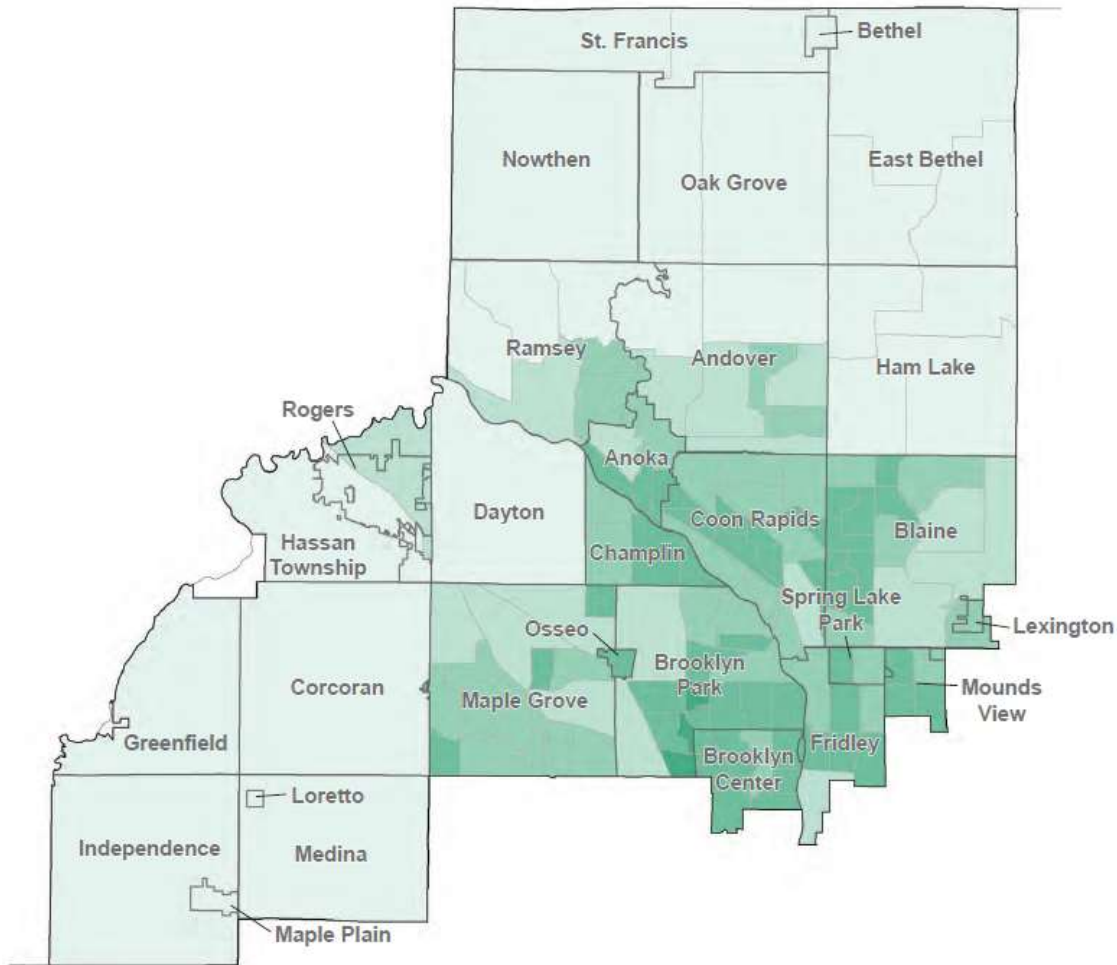 St. Francis
Bethel
Nowthen
Oak Grove
East Bethel
Ramsey
Andover
Ham Lake
Rogers
Anoka
Dayton
Coon Rapids
Blaine
Hassan
Township
Champlin
Spring Lake
Park
Lexington
Osseo
Brooklyn
Park
Corcoran
Maple Grove
Mounds
View
Greenfield
Fridley
Brooklyn
Center
Loretto
Independence
Medina
Maple Plain